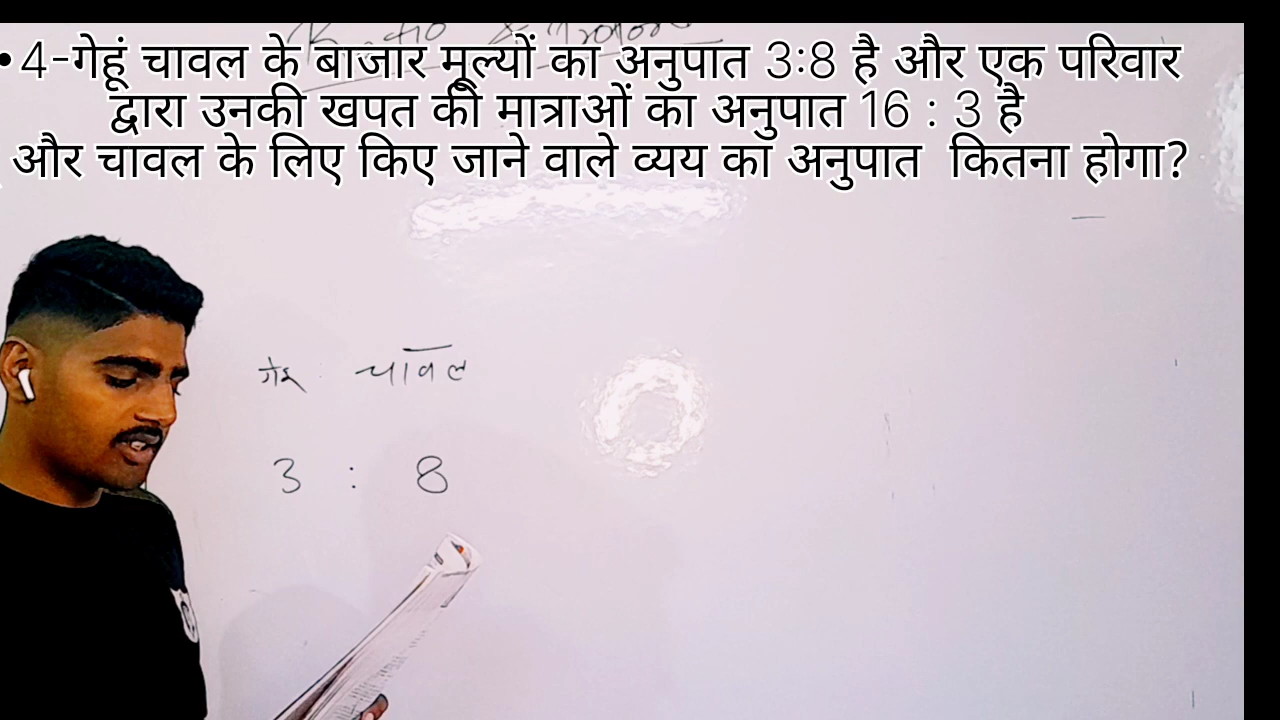 •4-गेहूं चावल के बाजार मूल्यों का अनुपात 3:8 है और एक परिवार
द्वारा उनकी खपत की मात्राओं का अनुपात 16 : 3 है
और चावल के लिए किए जाने वाले व्यय का अनुपात कितना होगा?
गेहू चावल
3 : 8